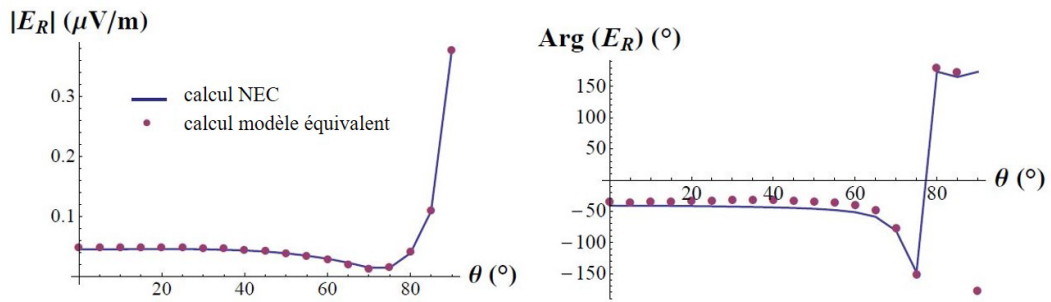 |E_R| (μV/m)
0.3
0.2
0.1
calcul NEC
calcul modèle équivalent
20 40 60 80
θ (°)
Arg (E_R) (°)
150
100
50
−50
−100
−150
20 40 60 80
θ (°)